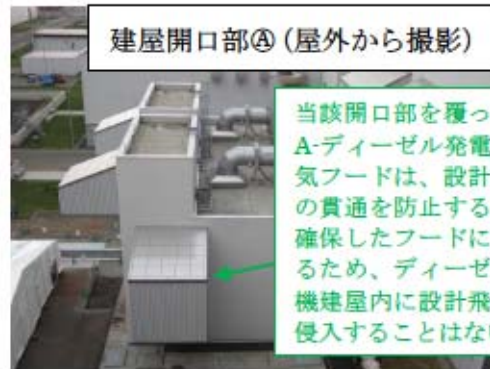 建屋開口部Ⓐ（屋外から撮影）
当該開口部を覆っ
A-ディーゼル発電
気フードは、設計
の貫通を防止する
確保したフードに
るため、ディーゼ
機建屋内に設計飛
侵入することはな